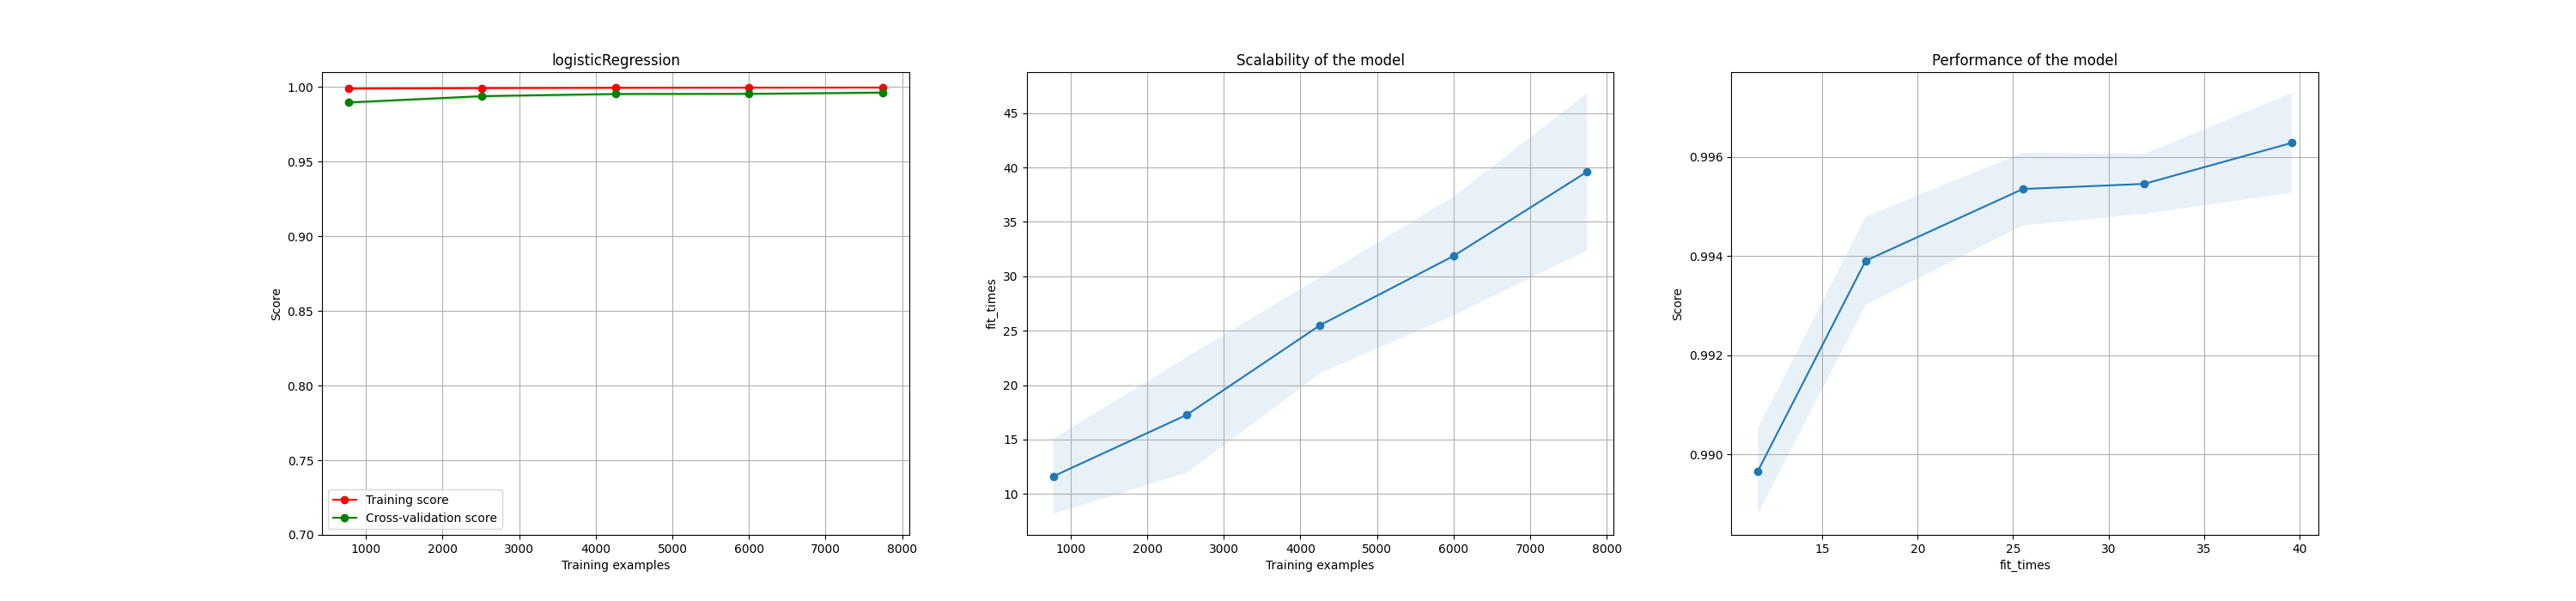 logisticRegression
1.00
0.95
0.90
0.85
0.80
0.75
0.70
Score
Training score
Cross-validation score
1000 2000 3000 4000 5000 6000 7000 8000
Training examples
Scalability of the model
45
40
35
30
25
20
15
10
fit_times
1000 2000 3000 4000 5000 6000 7000 8000
Training examples
Performance of the model
0.996
0.994
0.992
0.990
Score
15 20 25 30 35 40
fit_times